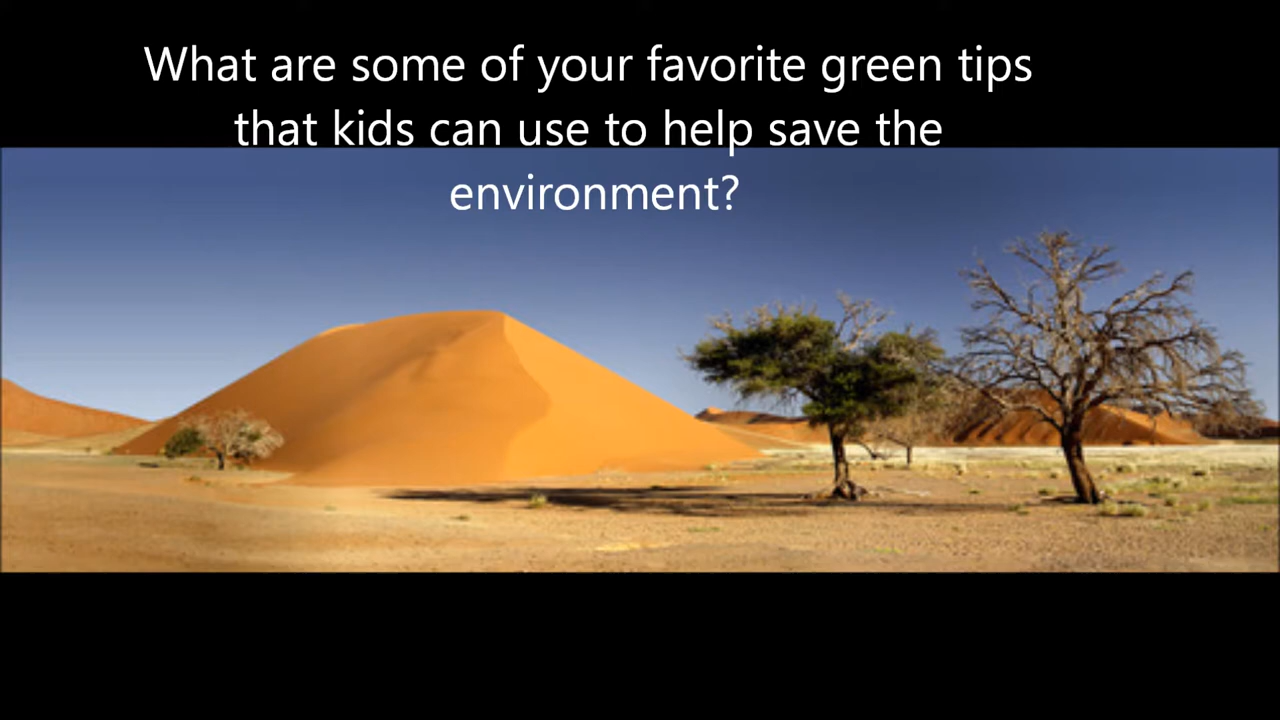 What are some of your favorite green tips
that kids can use to help save the
environment?